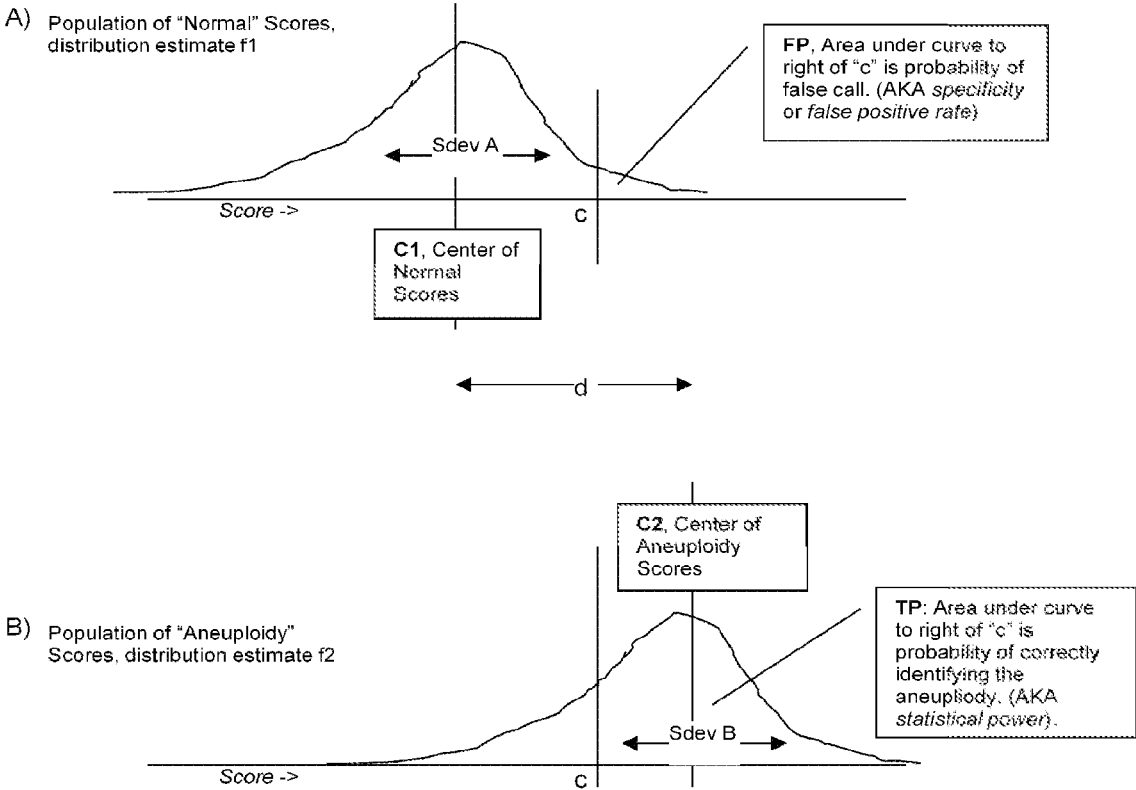 A)
Population of "Normal" Scores,
distribution estimate f1
FP, Area under curve to
right of "c" is probability of
false call. (AKA specificity
or false positive rate)
Sdev A
Score ->
c
C1, Center of
Normal
Scores
d
C2, Center of
Aneuploidy
Scores
B)
Population of "Aneuploidy"
Scores, distribution estimate f2
TP: Area under curve
to right of "c" is
probability of correctly
identifying the
aneupliody. (AKA
statistical power).
Sdev B
Score ->
c